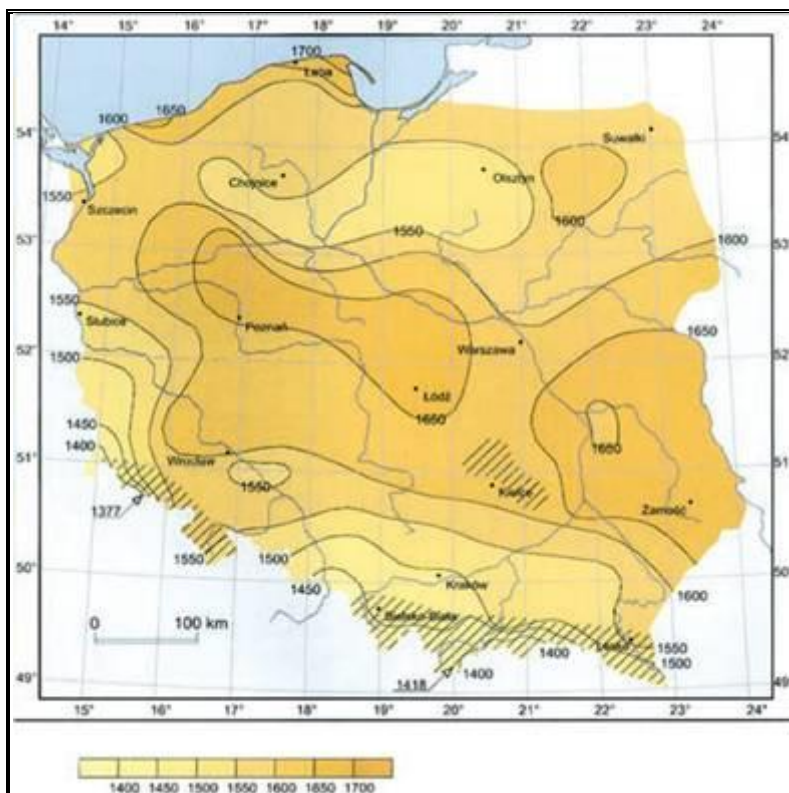 14° 15° 16° 17° 18° 19° 20° 21° 22° 23° 24°
1700
Łeba
1650
1600
54°
54°
Suwałki
Chojnice
Olsztyn
1550
Szczecin
1600
53°
1550
1600
53°
1550
Słubice
Poznań
1650
Warszawa
52°
52°
1500
Łódź
1650
1450
1680
1400
51°
Wrocław
51°
1550
Kielce
Zamość
1377
1550
1500
50°
50°
1450
Kraków
1600
0 100 km
Bielsko-Biała
1550
1400
1500
1400
49°
1418
15° 16° 17° 18° 19° 20° 21° 22° 23° 24°
1400 1450 1500 1550 1600 1650 1700